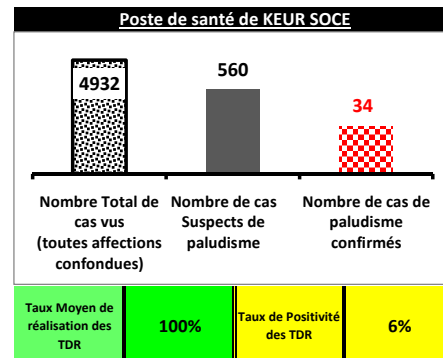 Poste de santé de KEUR SOCE
4932
560
34
Nombre Total de
cas vus
(toutes affections
confondues)
Nombre de cas
Suspects de
paludisme
Nombre de cas de
paludisme
confirmés
Taux Moyen de
réalisation des
TDR
100%
Taux de Positivité
des TDR
6%